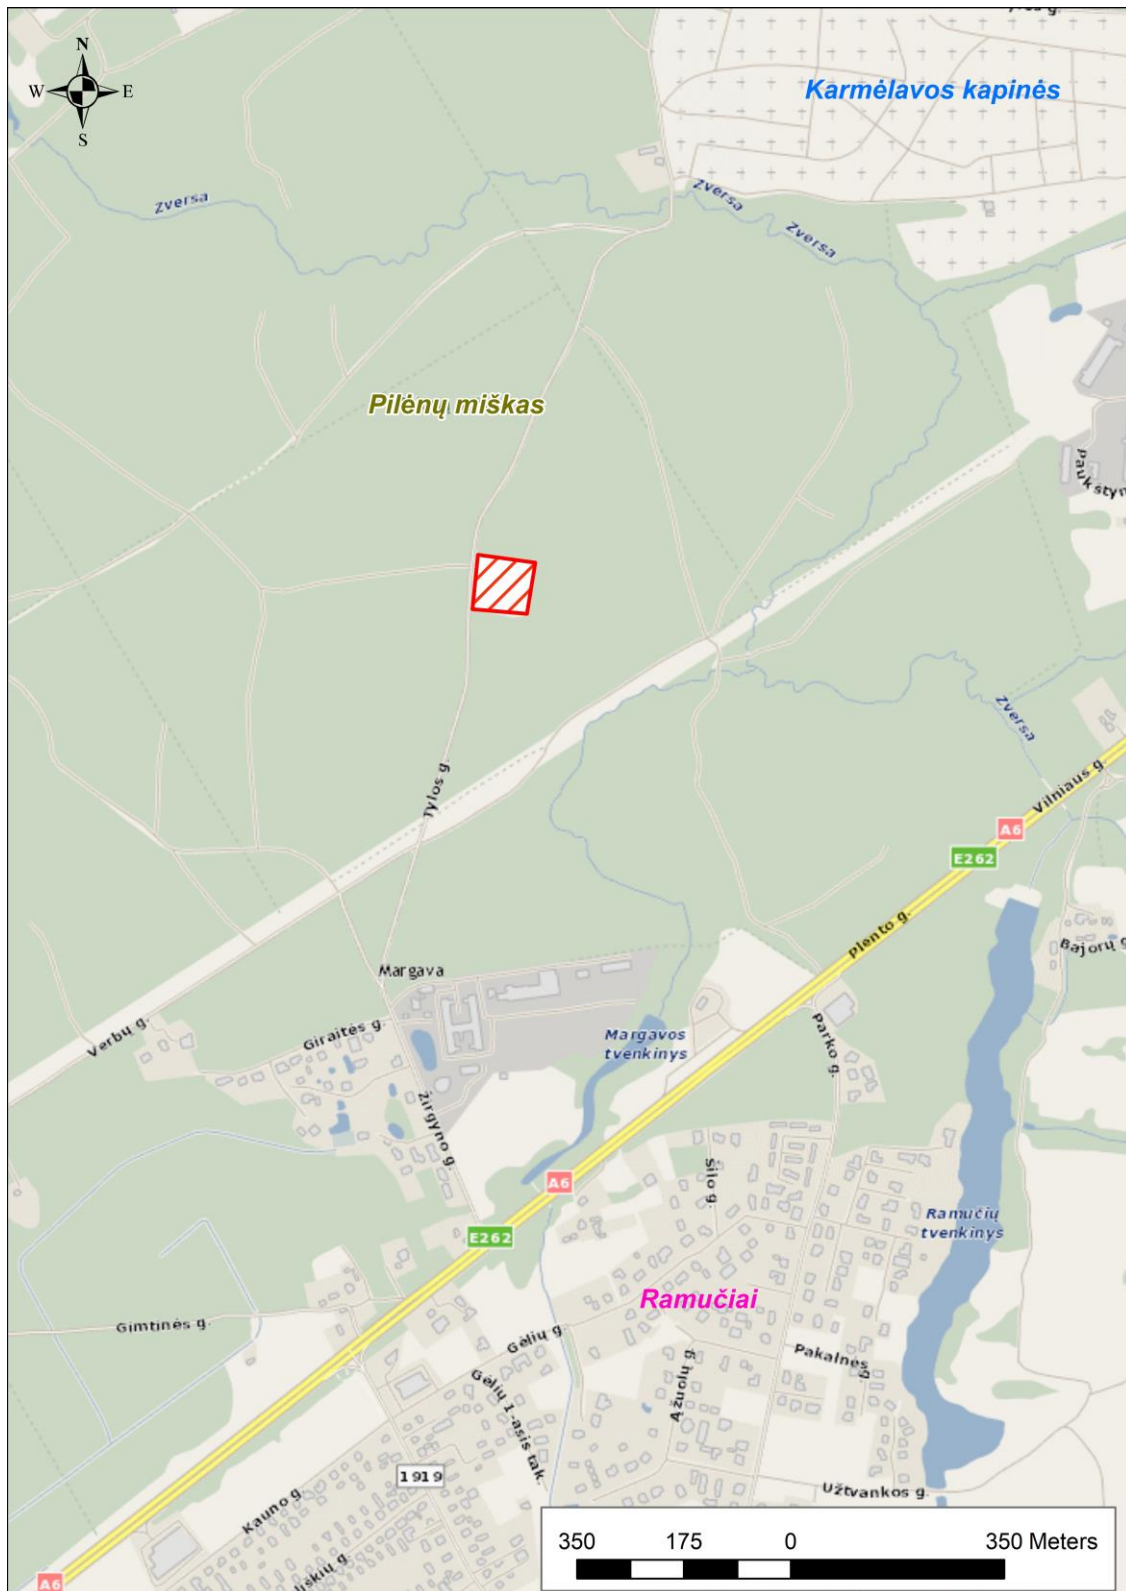 N
W E
S
Karmėlavos kapinės
Zversa
Zversa
Zversa
Pilėnų miškas
Zversa
Tylos g.
Vilniaus g.
A6
E262
Plento g.
Bajorų g
Margava
Verbų g.
Giraitės g.
Margavos
tvenkinys
Parko g.
Žirgyno g.
A6
Šilo g.
Ramučių
tvenkinys
E262
Ramučiai
Gimtinės g.
Gėlių g.
Pakalnės g.
Gėlių 1-asis tak.
Ąžuolų g.
1919
Užtvankos g.
Kauno g
A6
350 175 0 350 Meters